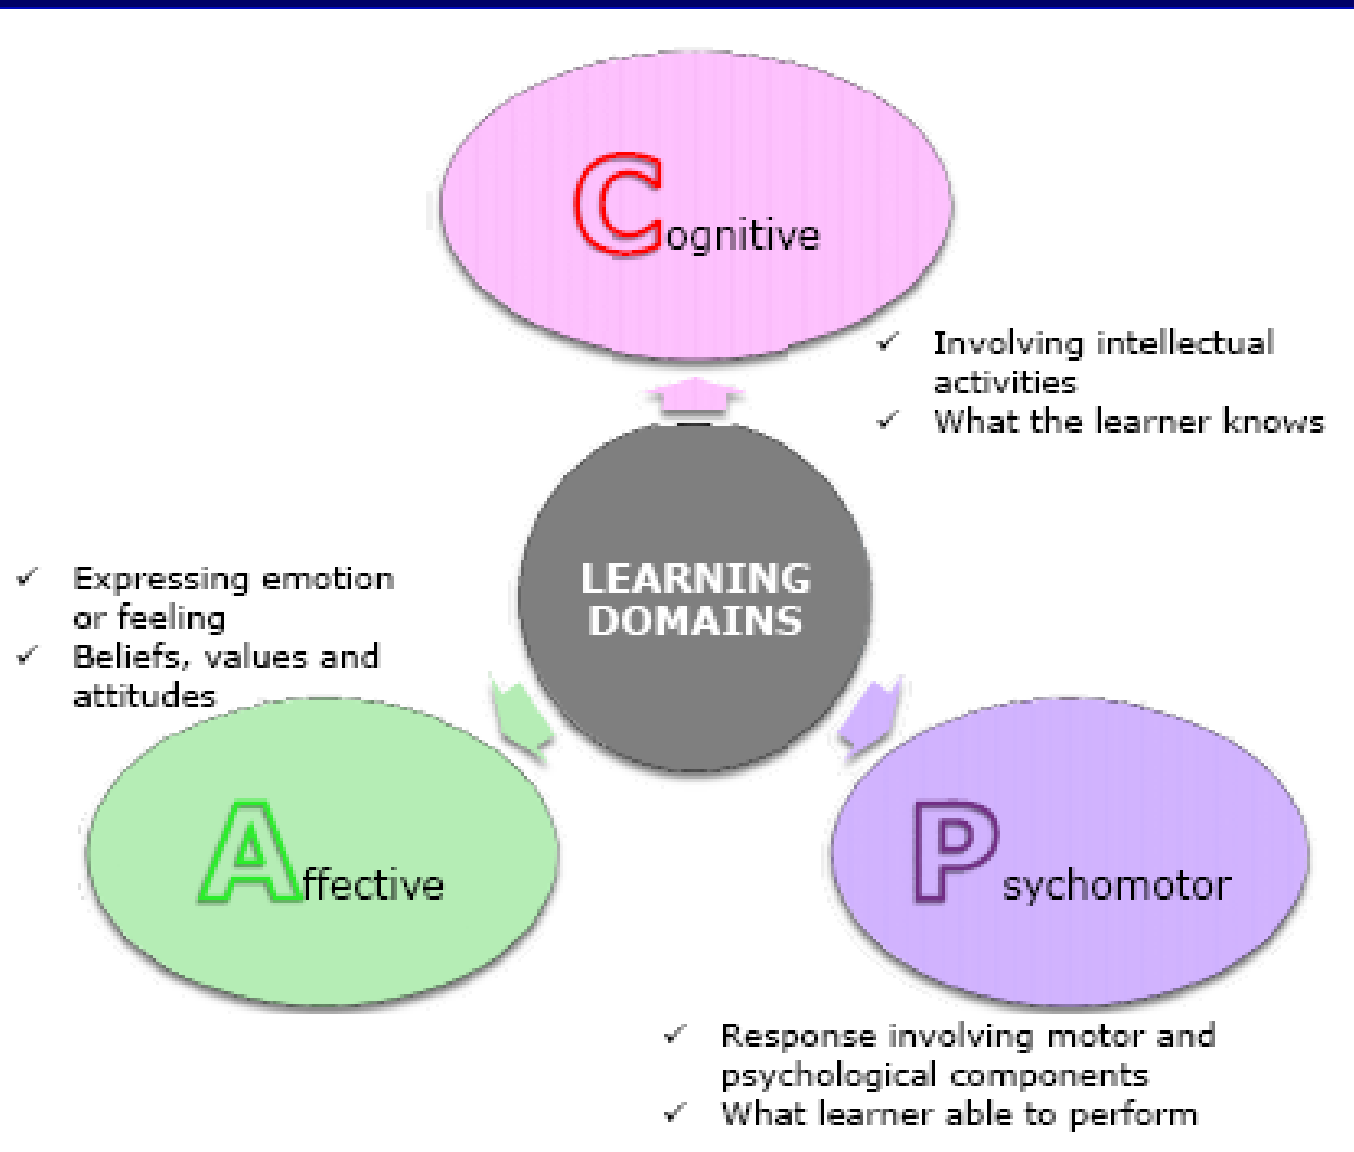 Cognitive
✓ Involving intellectual
activities
✓ What the learner knows
LEARNING
DOMAINS
✓ Expressing emotion
or feeling
✓ Beliefs, values and
attitudes
Affective
Psychomotor
✓ Response involving motor and
psychological components
✓ What learner able to perform